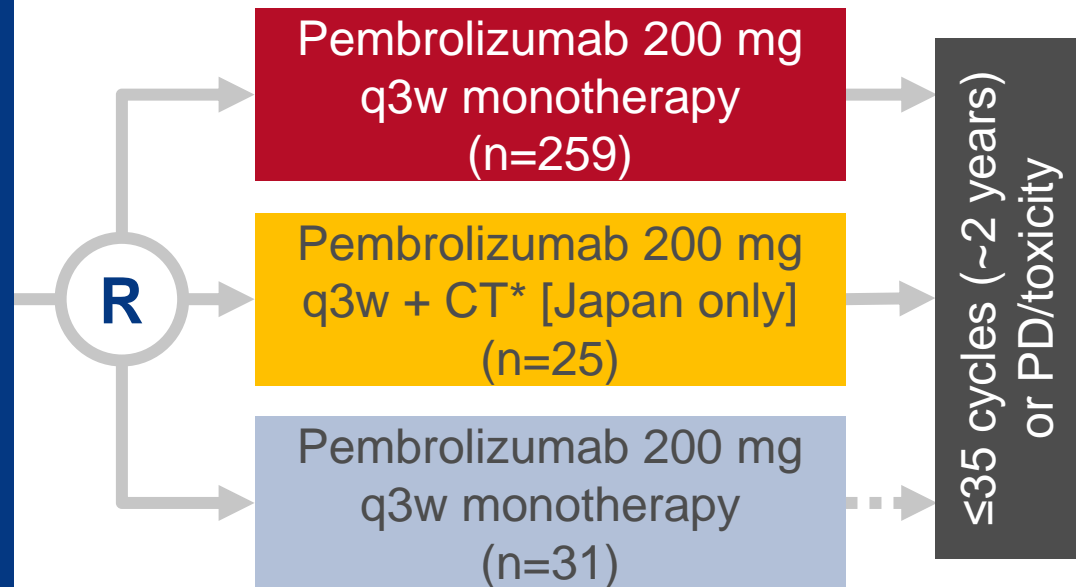 Pembrolizumab 200 mg
q3w monotherapy
(n=259)
R
Pembrolizumab 200 mg
q3w + CT* [Japan only]
(n=25)
Pembrolizumab 200 mg
q3w monotherapy
(n=31)
≤35 cycles (~2 years)
or PD/toxicity